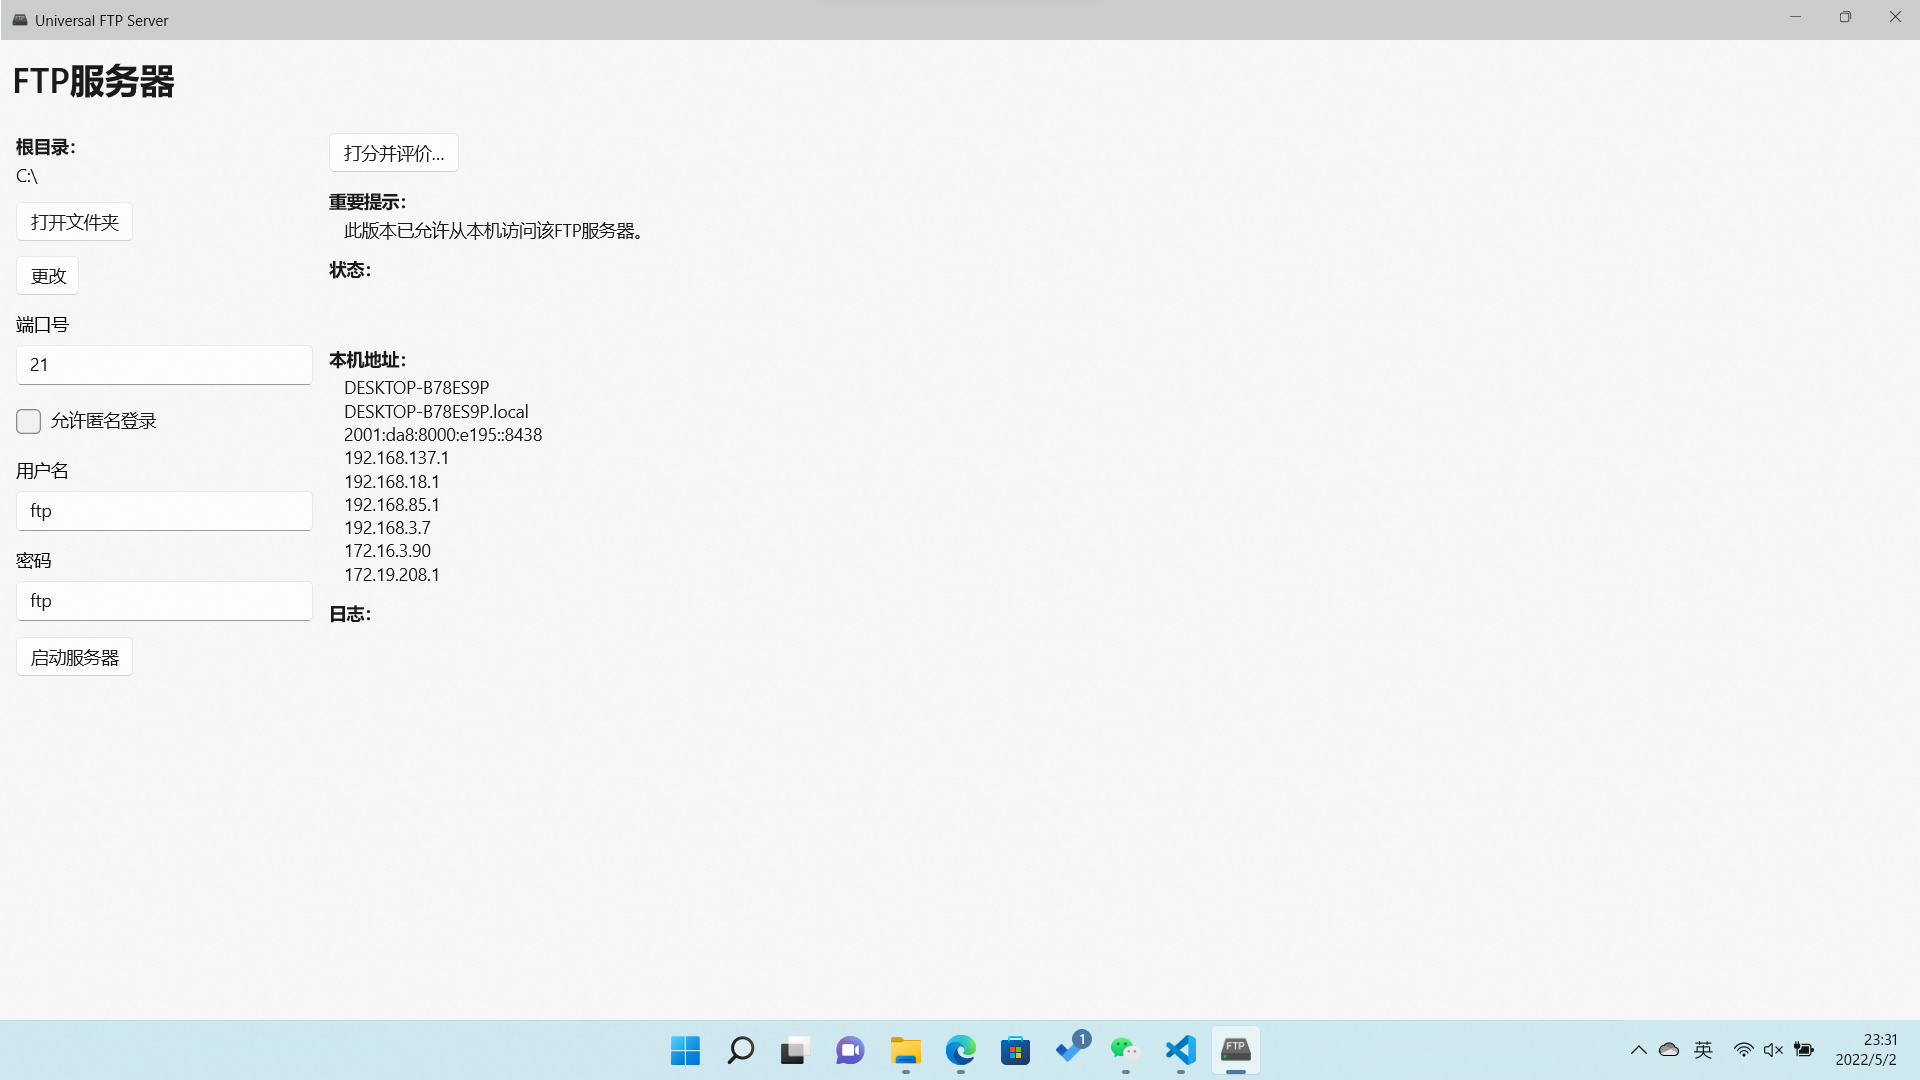 Universal FTP Server
FTP服务器
根目录:
C:\
打开文件夹
更改
端口号
21
允许匿名登录
用户名
ftp
密码
ftp
启动服务器
打分并评价...
重要提示:
此版本已允许从本机访问该FTP服务器。
状态:
本机地址:
DESKTOP-B78ES9P
DESKTOP-B78ES9P.local
2001:da8:8000:e195::8438
192.168.137.1
192.168.18.1
192.168.85.1
192.168.3.7
172.16.3.90
172.19.208.1
日志:
1
FTP
英
23:31
2022/5/2